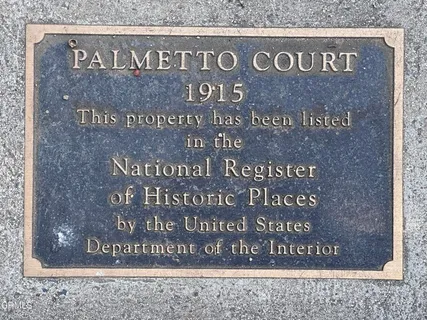 PALMETTO COURT
1915
This property has been listed
in the
National Register
of Historic Places
by the United States
Department of the Interior